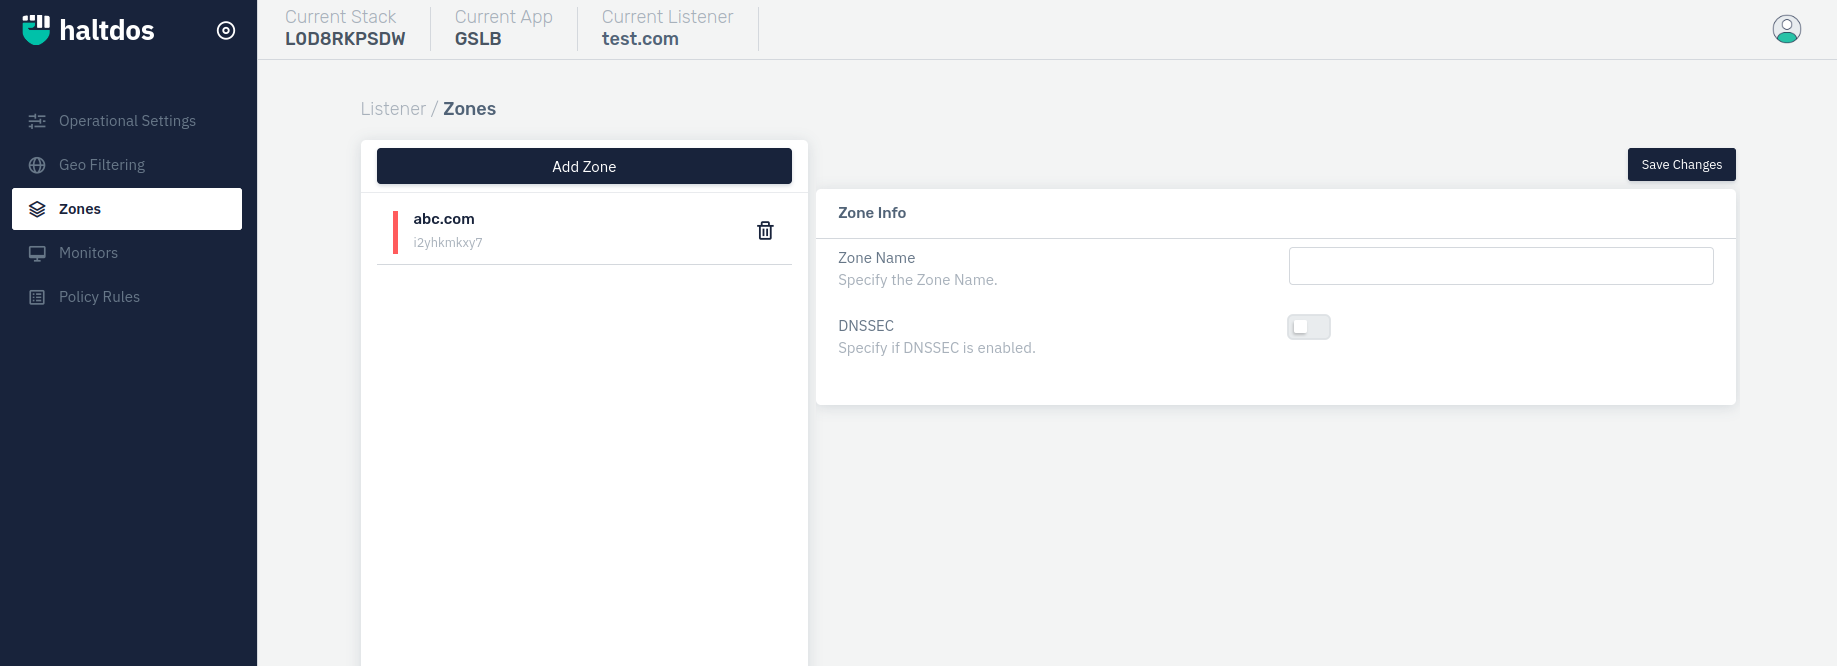 haltdos
Current Stack
L0D8RKPSDW
Current App
GSLB
Current Listener
test.com
Operational Settings
Geo Filtering
Zones
Monitors
Policy Rules
Listener / Zones
Add Zone
abc.com
i2yhkmkxy7
Save Changes
Zone Info
Zone Name
Specify the Zone Name.
DNSSEC
Specify if DNSSEC is enabled.